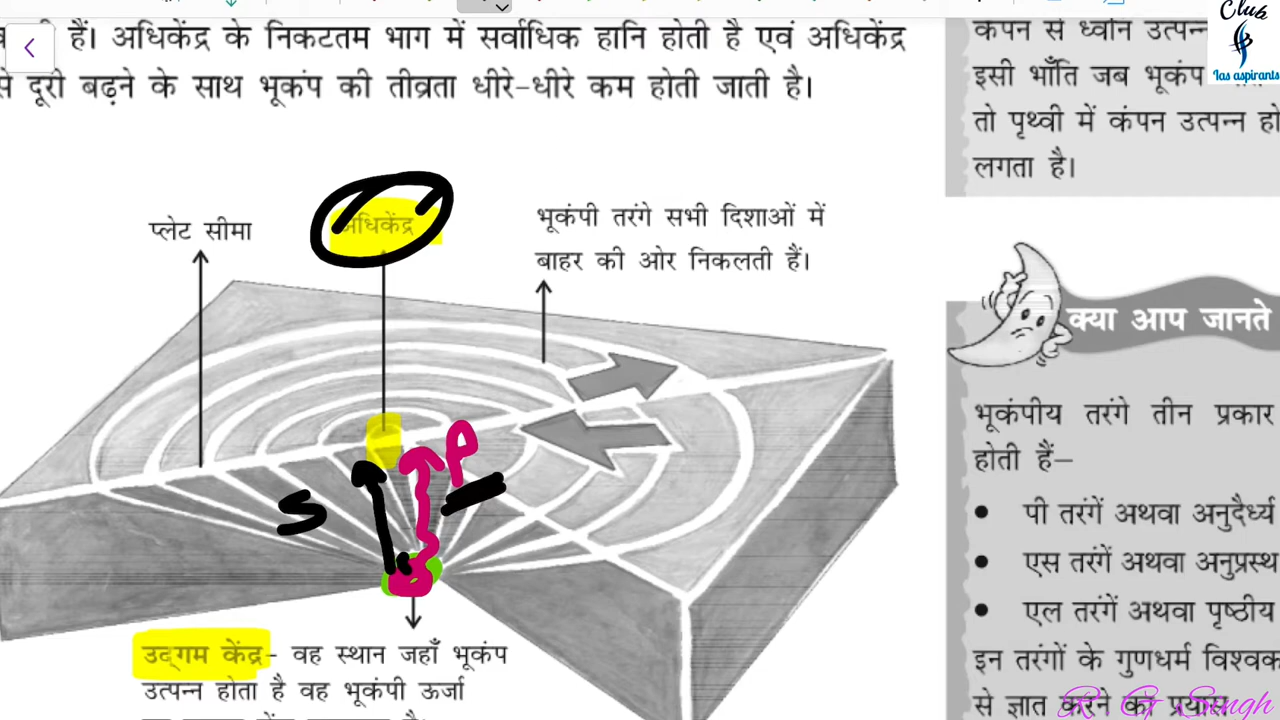 हैं। अधिकेंद्र के निकटतम भाग में सर्वाधिक हानि होती है एवं अधिकेंद्र
से दूरी बढ़ने के साथ भूकंप की तीव्रता धीरे-धीरे कम होती जाती है।
कंपन से ध्वनि उत्पन्न
इसी भाँति जब भूकंप
तो पृथ्वी में कंपन उत्पन्न हो
लगता है।
Club
Ias aspirants
प्लेट सीमा
अधिकेंद्र
भूकंपी तरंगे सभी दिशाओं में
बाहर की ओर निकलती हैं।
P
S
उद्गम केंद्र- वह स्थान जहाँ भूकंप
उत्पन्न होता है वह भूकंपी ऊर्जा
क्या आप जानते
भूकंपीय तरंगे तीन प्रकार
होती हैं–
• पी तरंगें अथवा अनुदैर्ध्य
• एस तरंगें अथवा अनुप्रस्थ
• एल तरंगें अथवा पृष्ठीय
इन तरंगों के गुणधर्म विश्वक
से ज्ञात करने का प्रयास
R G Singh